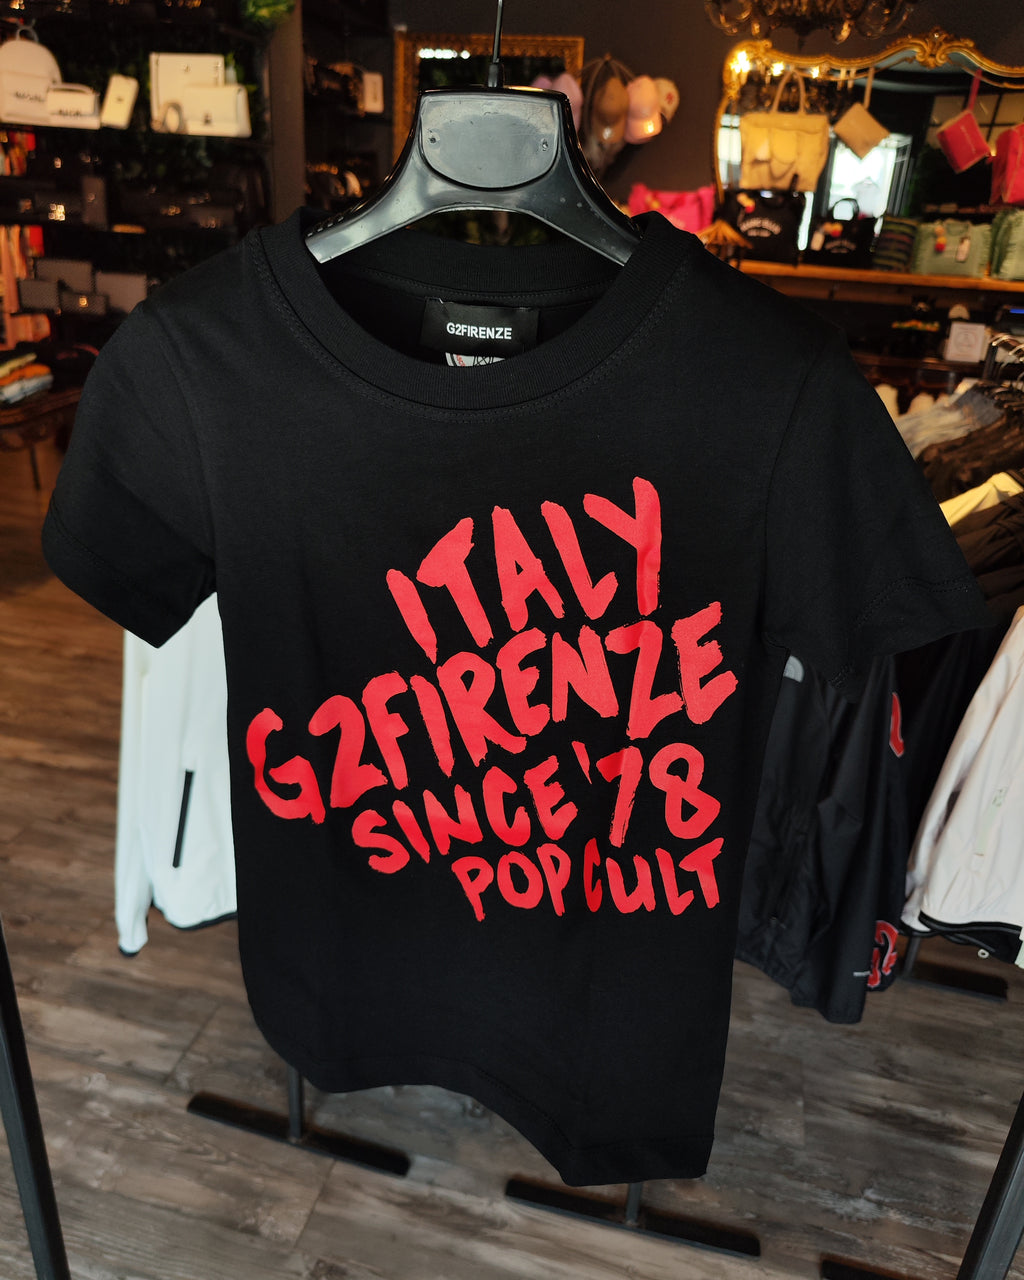 G2FIRENZE
ITALY
G2FIRENZE
SINCE '78
POP CULT